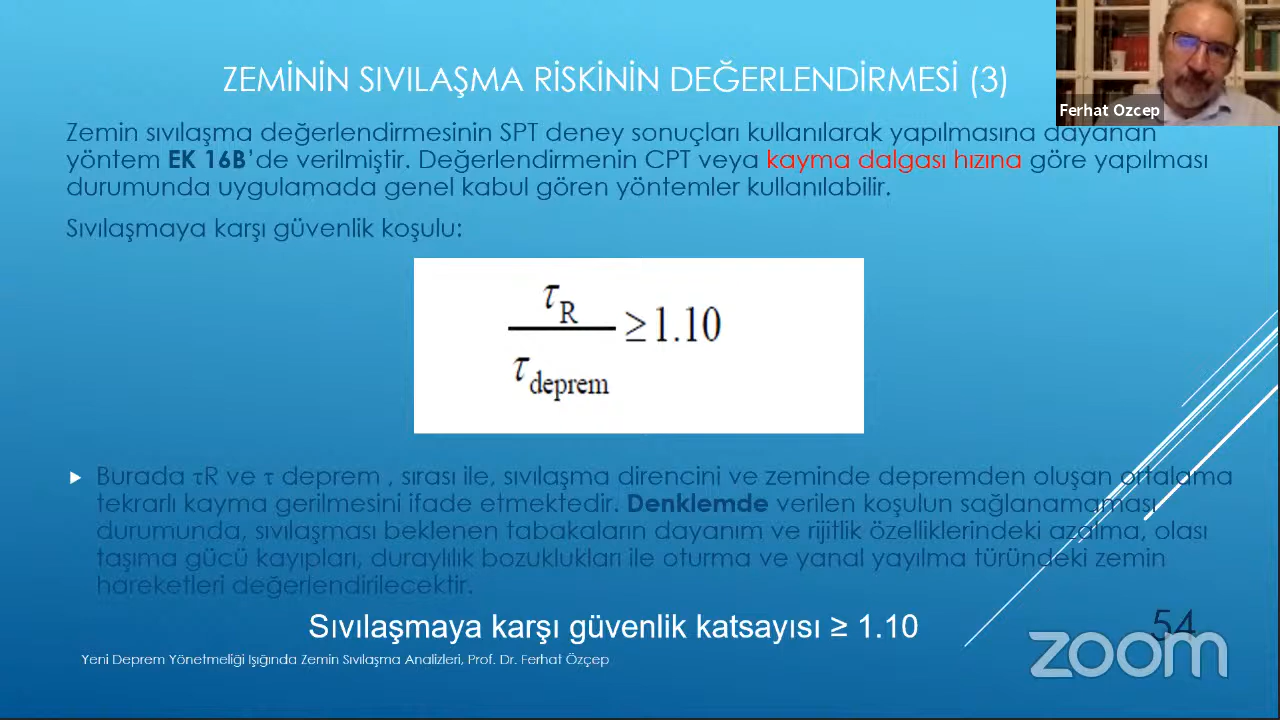 ZEMİNİN SIVILAŞMA RİSKİNİN DEĞERLENDİRMESİ (3)
Ferhat Ozcep
Zemin sıvılaşma değerlendirmesinin SPT deney sonuçları kullanılarak yapılmasına dayanan
yöntem EK 16B’de verilmiştir. Değerlendirmenin CPT veya kayma dalgası hızına göre yapılması
durumunda uygulamada genel kabul gören yöntemler kullanılabilir.
Sıvılaşmaya karşı güvenlik koşulu:
τR
≥1.10
τdeprem
Burada τR ve τ deprem , sırası ile, sıvılaşma direncini ve zeminde depremden oluşan ortalama
tekrarlı kayma gerilmesini ifade etmektedir. Denklemde verilen koşulun sağlanamaması
durumunda, sıvılaşması beklenen tabakaların dayanım ve rijitlik özelliklerindeki azalma, olası
taşıma gücü kayıpları, duraylılık bozuklukları ile oturma ve yanal yayılma türündeki zemin
hareketleri değerlendirilecektir.
Sıvılaşmaya karşı güvenlik katsayısı ≥ 1.10
54
Yeni Deprem Yönetmeliği Işığında Zemin Sıvılaşma Analizleri, Prof. Dr. Ferhat Özçep
zoom